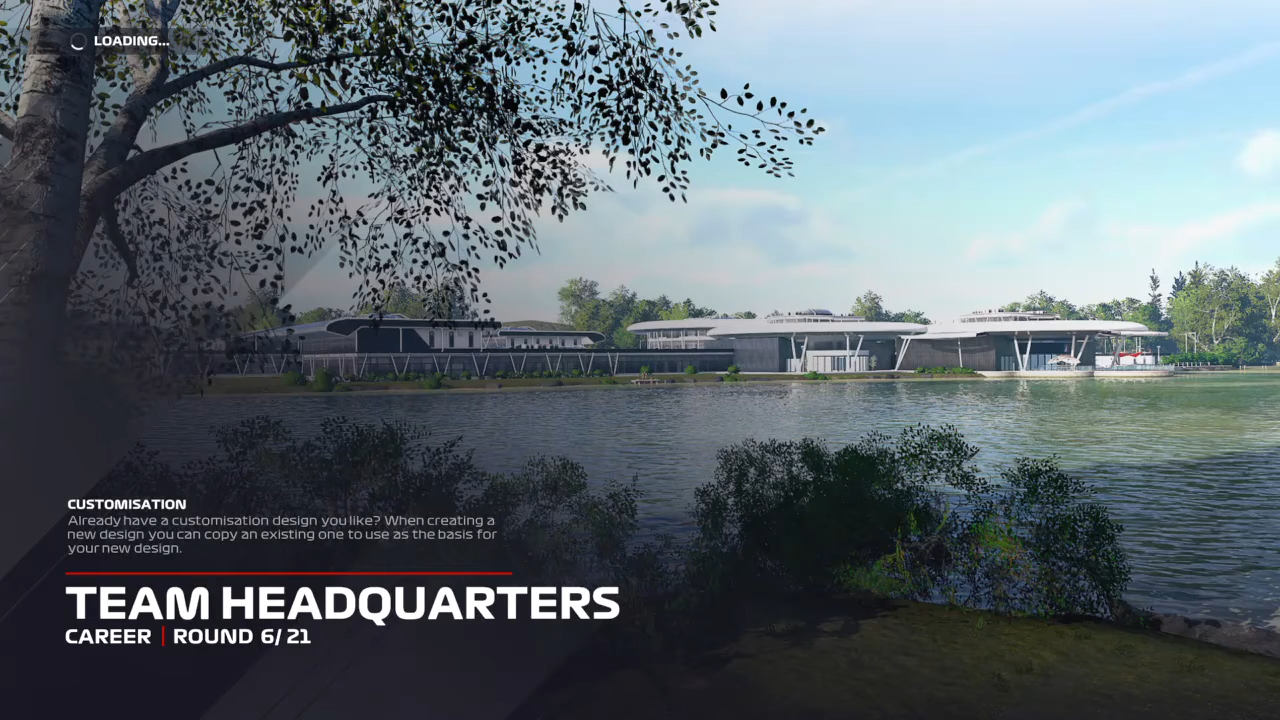 LOADING...
CUSTOMISATION
Already have a customisation design you like? When creating a
new design you can copy an existing one to use as the basis for
your new design.
TEAM HEADQUARTERS
CAREER | ROUND 6/21